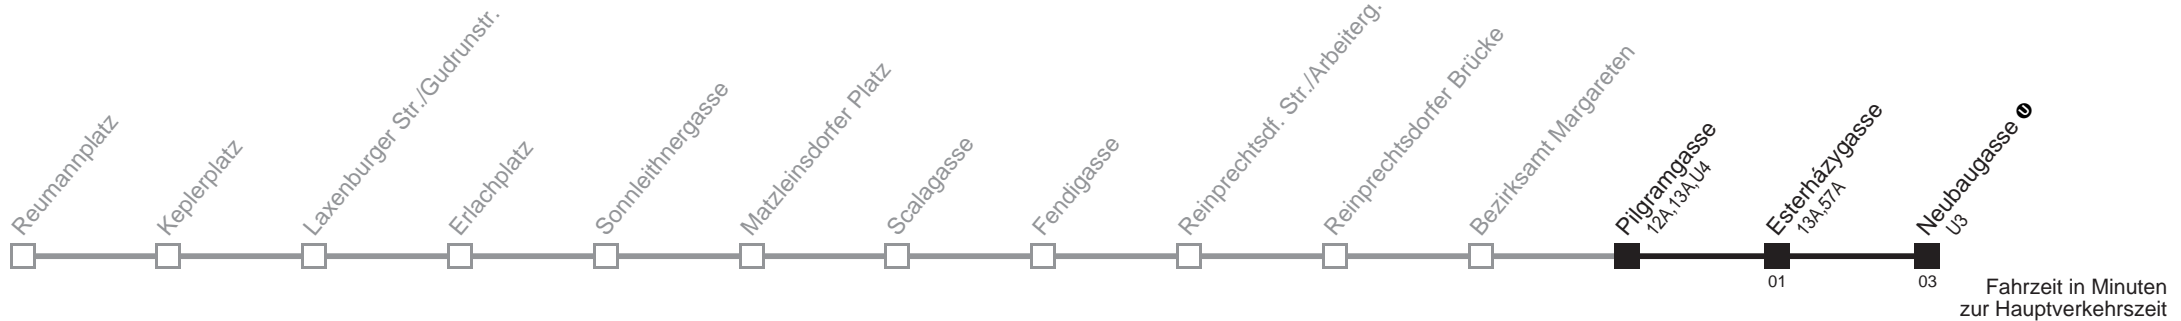 Reumannplatz
Keplerplatz
Laxenburger Str./Gudrunstr.
Erlachplatz
Sonnleithnergasse
Matzleinsdorfer Platz
Scalagasse
Fendigasse
Reinprechtsdf. Str./Arbeiterg.
Reinprechtsdorfer Brücke
Bezirksamt Margareten
Pilgramgasse
12A,13A,U4
Esterházygasse
13A,57A
Neubaugasse U
U3
01
03
Fahrzeit in Minuten
zur Hauptverkehrszeit